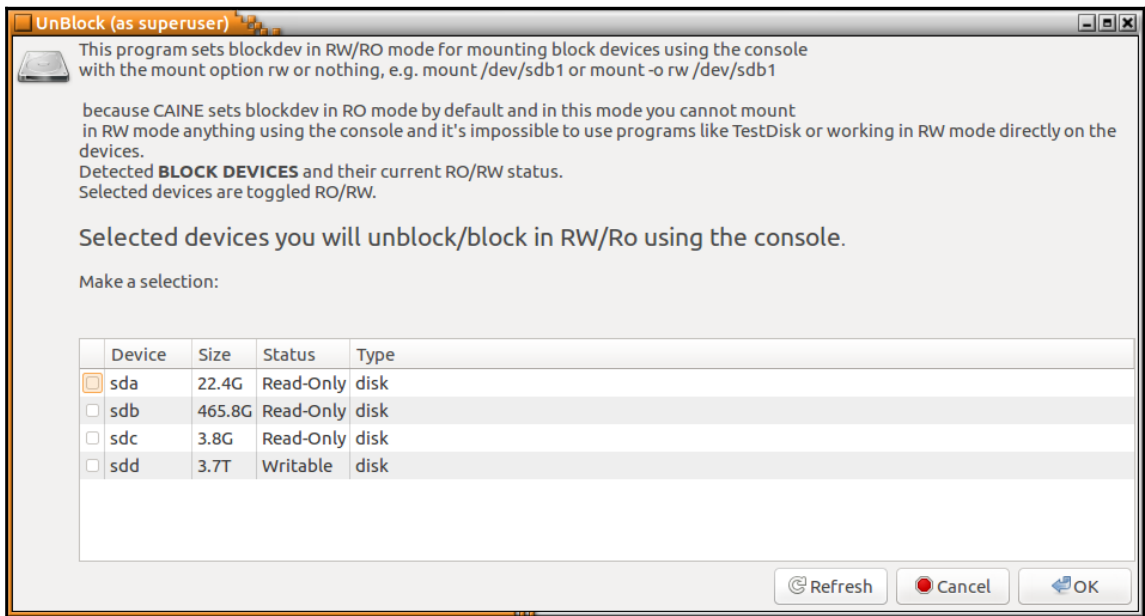 UnBlock (as superuser)
This program sets blockdev in RW/RO mode for mounting block devices using the console
with the mount option rw or nothing, e.g. mount /dev/sdb1 or mount -o rw /dev/sdb1
because CAINE sets blockdev in RO mode by default and in this mode you cannot mount
in RW mode anything using the console and it's impossible to use programs like TestDisk or working in RW mode directly on the
devices.
Detected BLOCK DEVICES and their current RO/RW status.
Selected devices are toggled RO/RW.
Selected devices you will unblock/block in RW/Ro using the console.
Make a selection:
Device Size Status Type
sda 22.4G Read-Only disk
sdb 465.8G Read-Only disk
sdc 3.8G Read-Only disk
sdd 3.7T Writable disk
Refresh Cancel OK